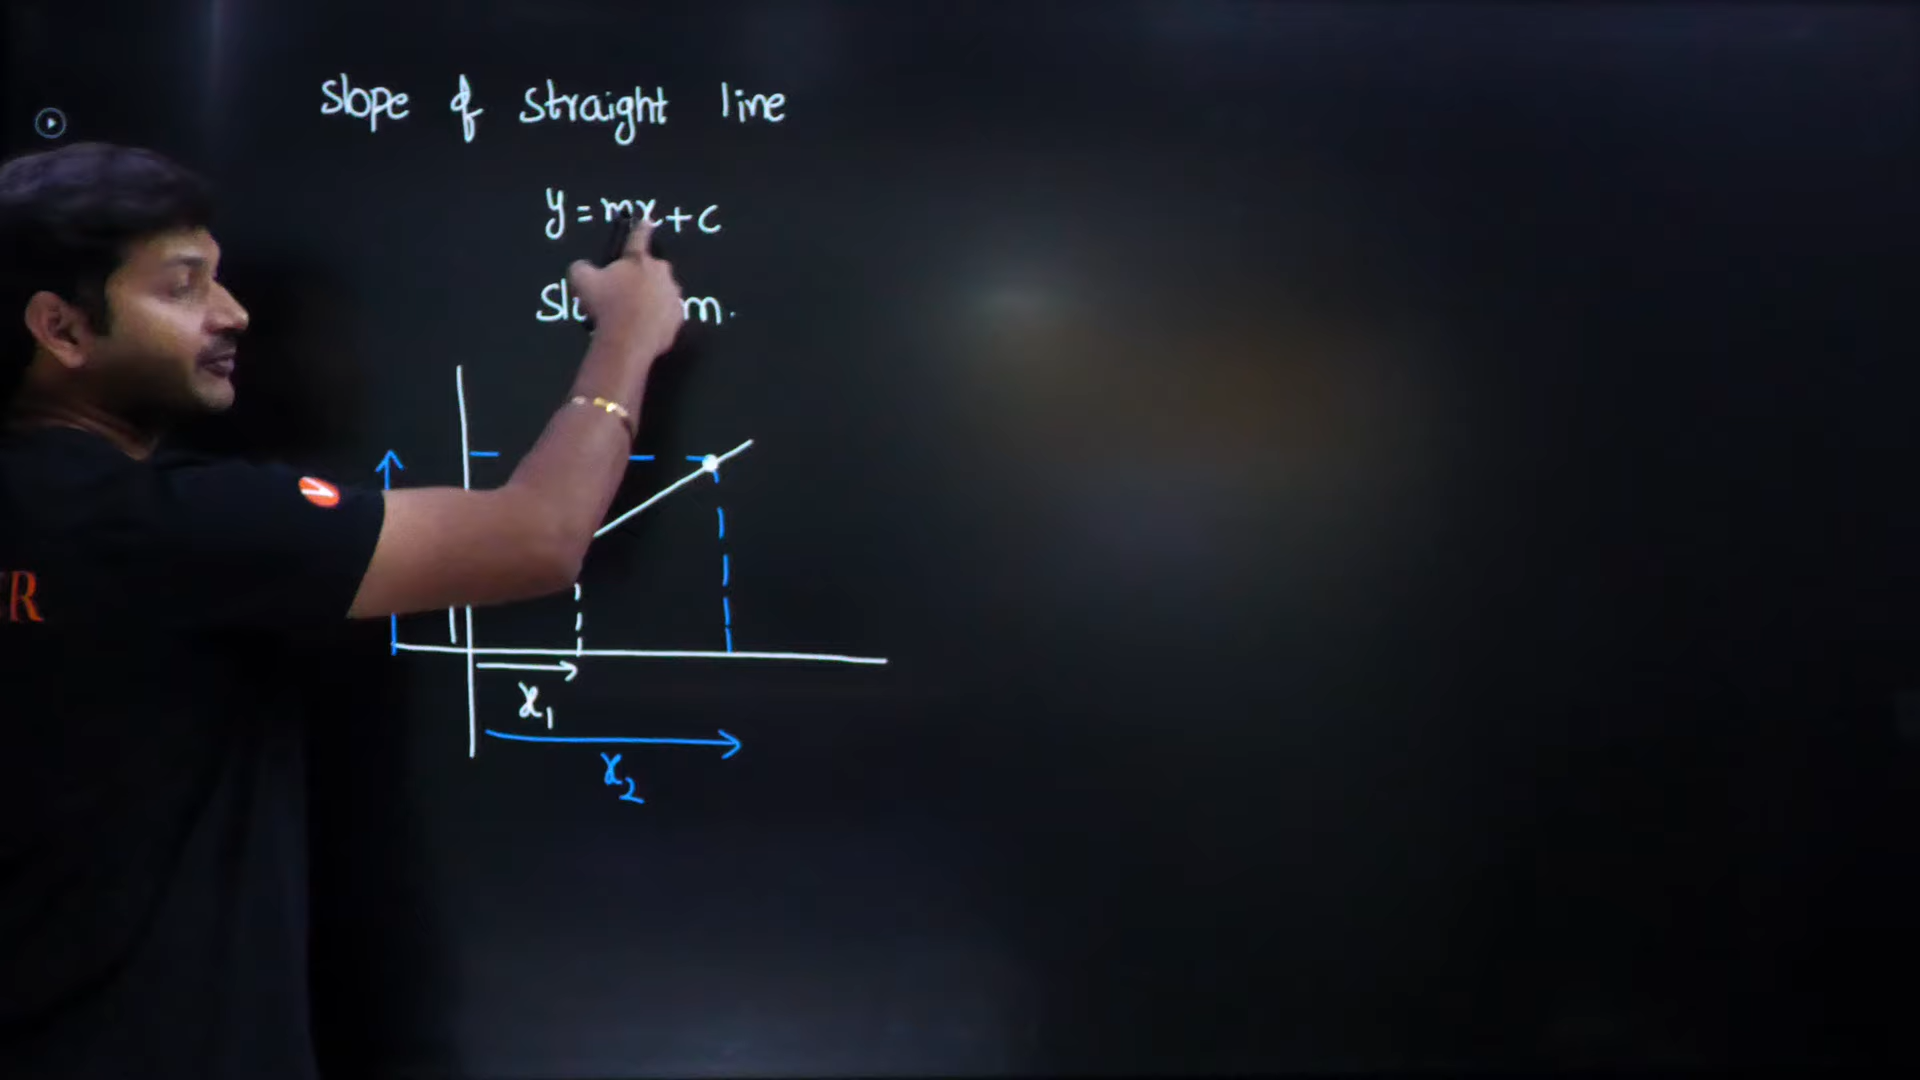 Slope of straight line
y = mx + c
m.
x₁
x₂
R